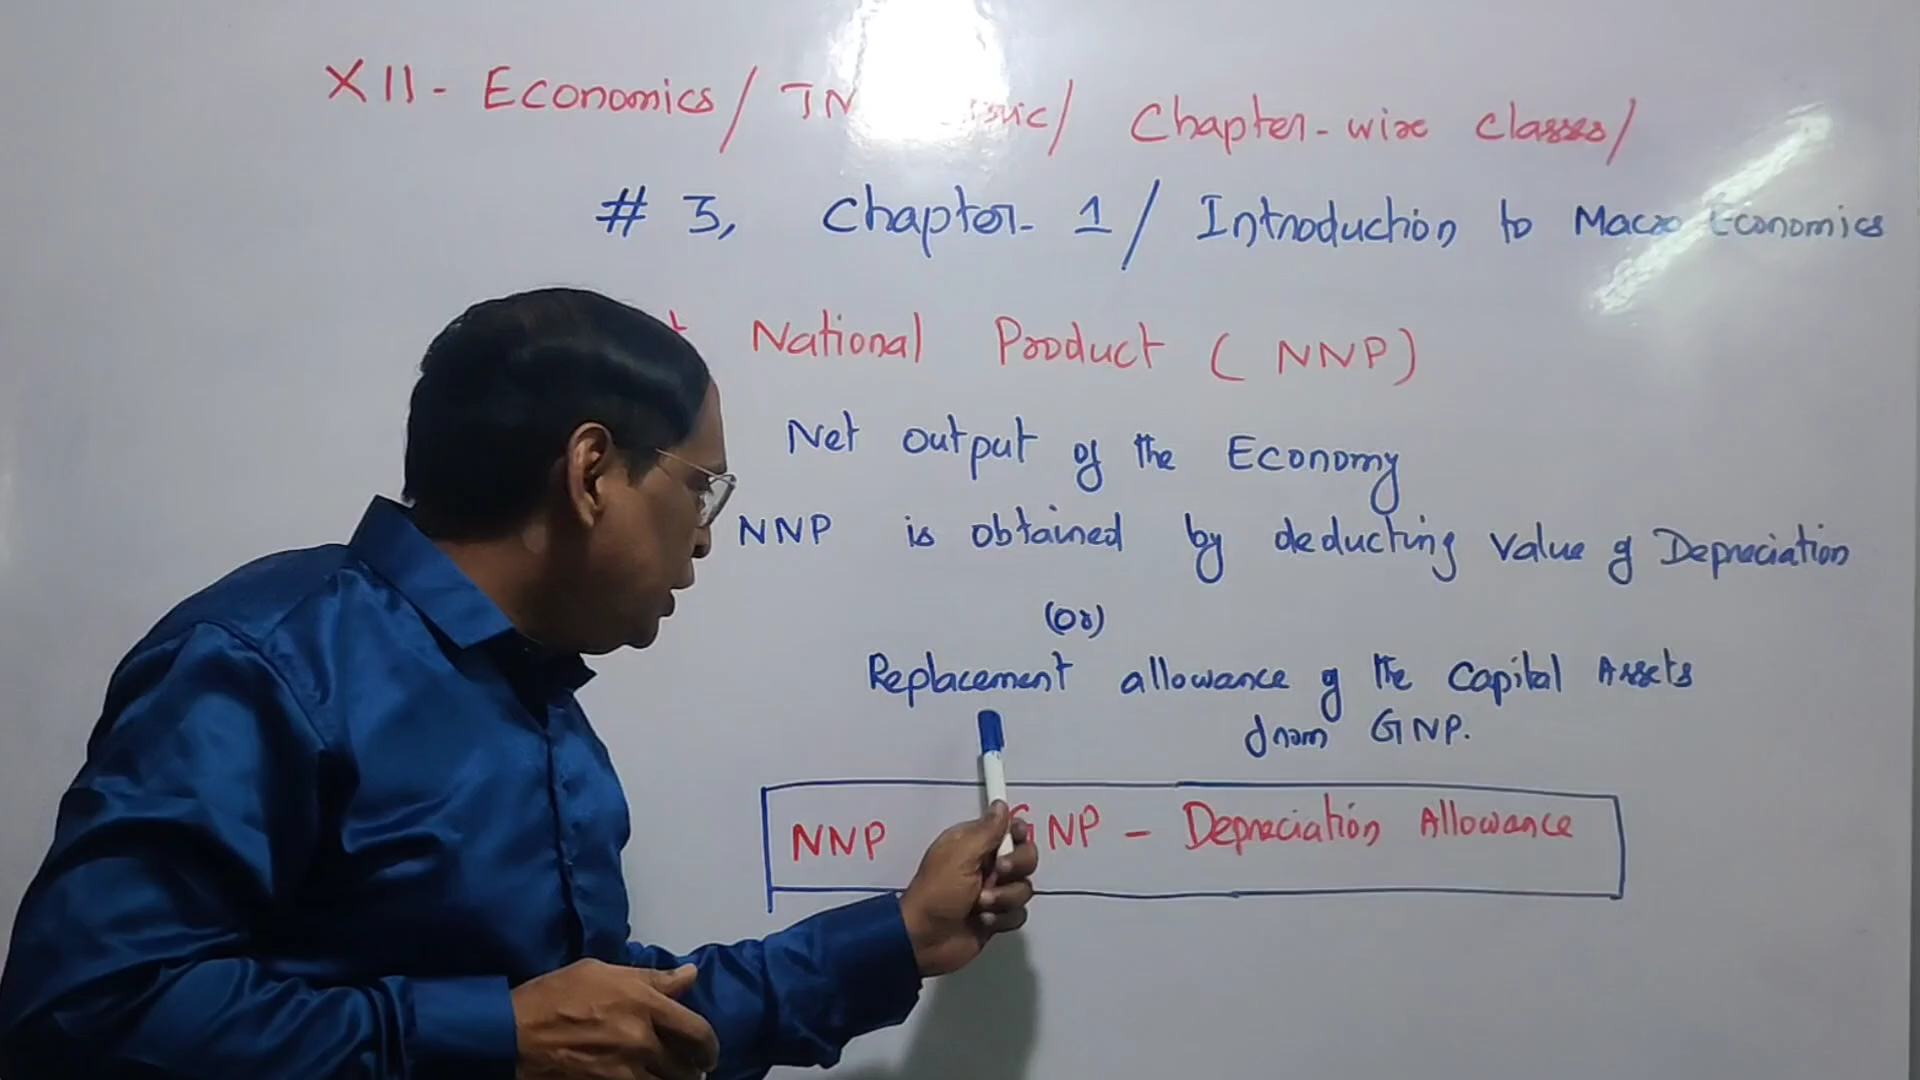 XII - Economics / TN / Chapter-wise classes /
# 3, Chapter - 1 / Introduction to Macro Economics
National Product ( NNP )
Net output of the Economy
NNP is obtained by deducting value of Depreciation
(Or)
Replacement allowance of the Capital Assets
from GNP.
NNP GNP - Depreciation Allowance